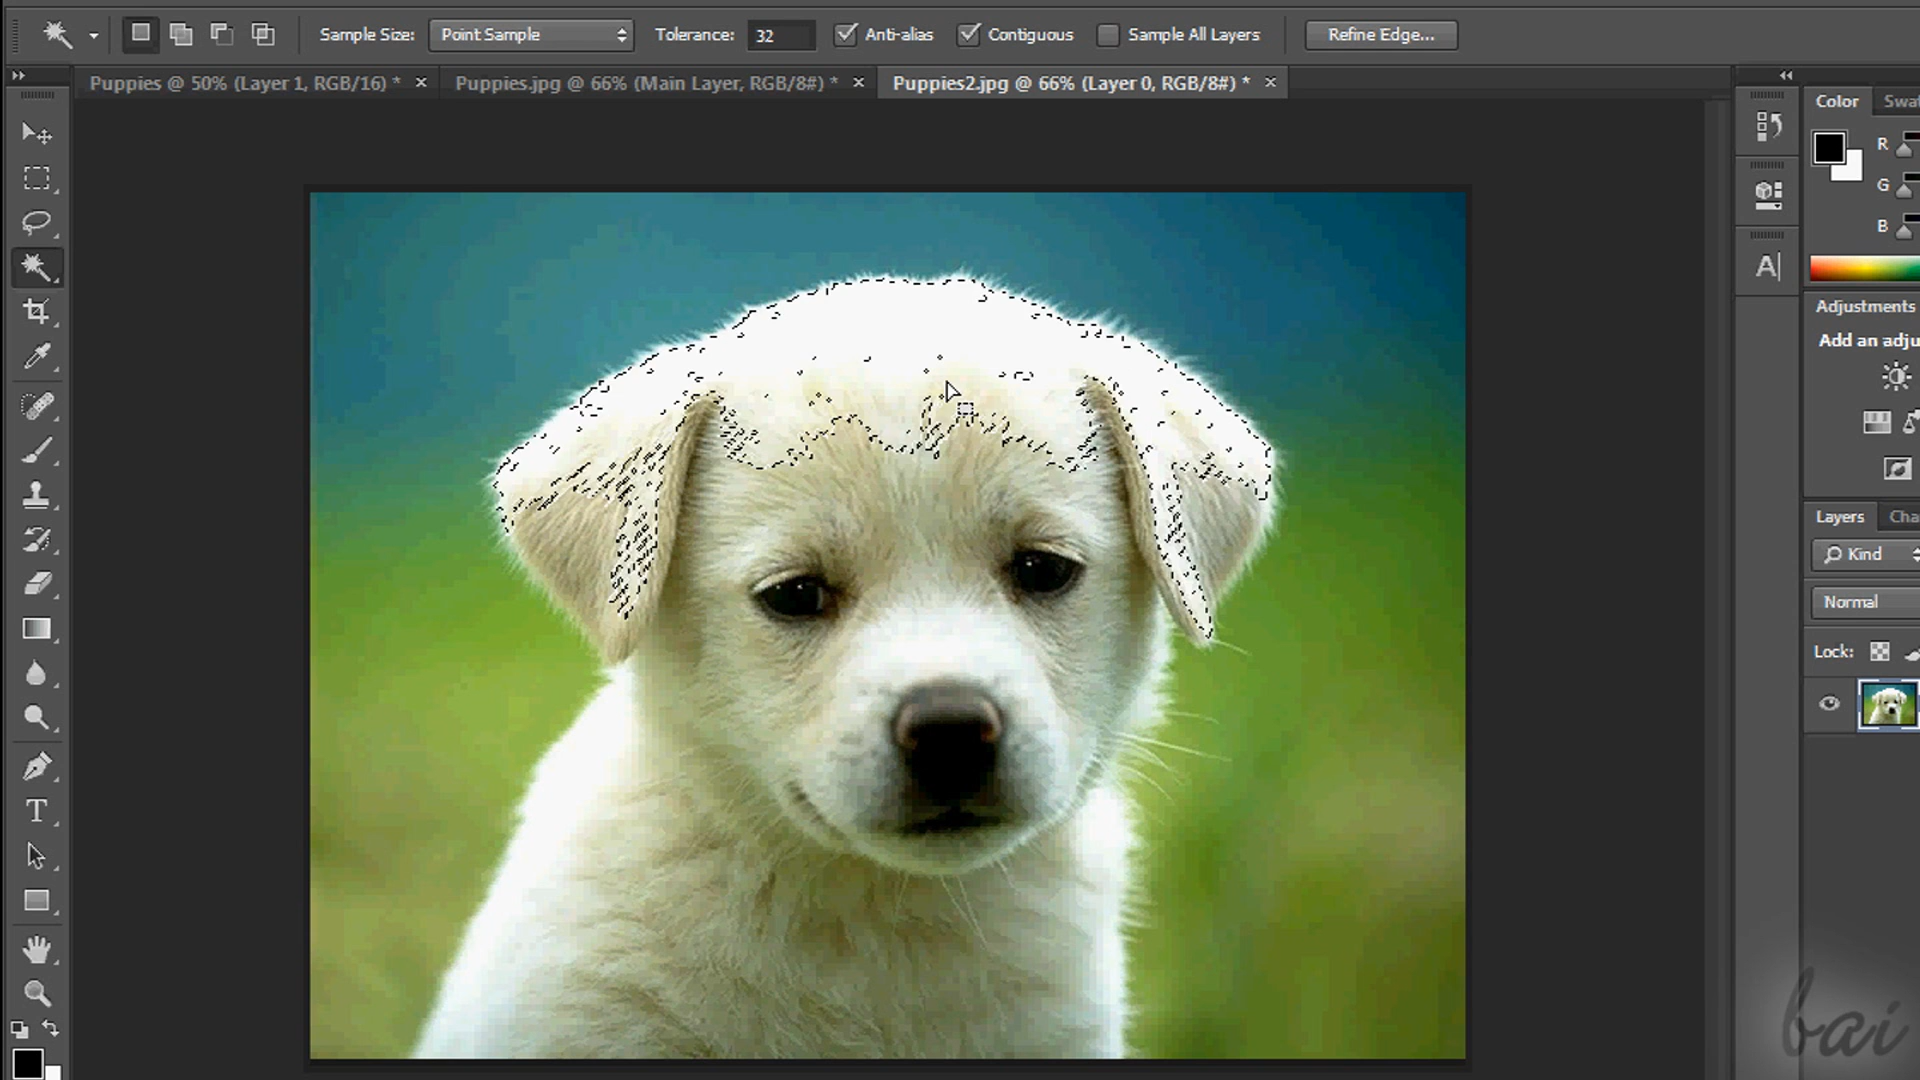 Sample Size: Point Sample Tolerance: 32 Anti-alias Contiguous Sample All Layers Refine Edge...
Puppies @ 50% (Layer 1, RGB/16) * × Puppies.jpg @ 66% (Main Layer, RGB/8#) * × Puppies2.jpg @ 66% (Layer 0, RGB/8#) * ×
Color Swat
R
G
B
A
Adjustments
Add an adju
Layers Cha
Kind
Normal
Lock:
T
bai